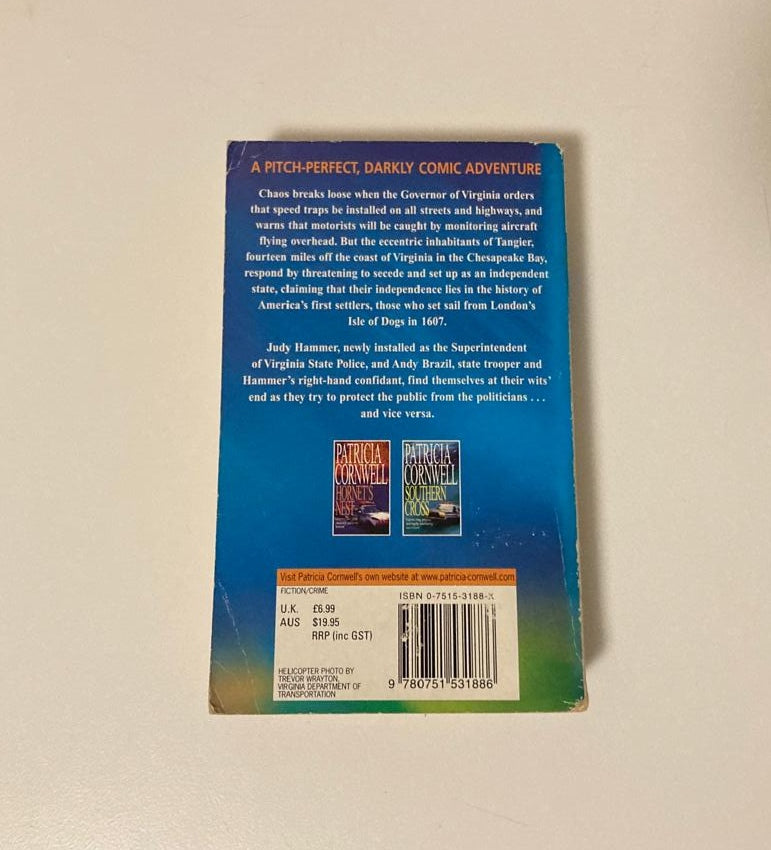 A PITCH-PERFECT, DARKLY COMIC ADVENTURE
Chaos breaks loose when the Governor of Virginia orders
that speed traps be installed on all streets and highways, and
warns that motorists will be caught by monitoring aircraft
flying overhead. But the eccentric inhabitants of Tangier,
fourteen miles off the coast of Virginia in the Chesapeake Bay,
respond by threatening to secede and set up as an independent
state, claiming that their independence lies in the history of
America's first settlers, those who set sail from London's
Isle of Dogs in 1607.
Judy Hammer, newly installed as the Superintendent
of Virginia State Police, and Andy Brazil, state trooper and
Hammer's right-hand confidant, find themselves at their wits'
end as they try to protect the public from the politicians . . .
and vice versa.
PATRICIA
CORNWELL
HORNET'S
NEST
PATRICIA
CORNWELL
SOUTHERN
CROSS
Visit Patricia Cornwell's own website at www.patricia-cornwell.com
FICTION/CRIME
U.K. £6.99
AUS $19.95
RRP (inc GST)
HELICOPTER PHOTO BY
TREVOR WRAYTON,
VIRGINIA DEPARTMENT OF
TRANSPORTATION
ISBN 0-7515-3188-X
9 780751 531886